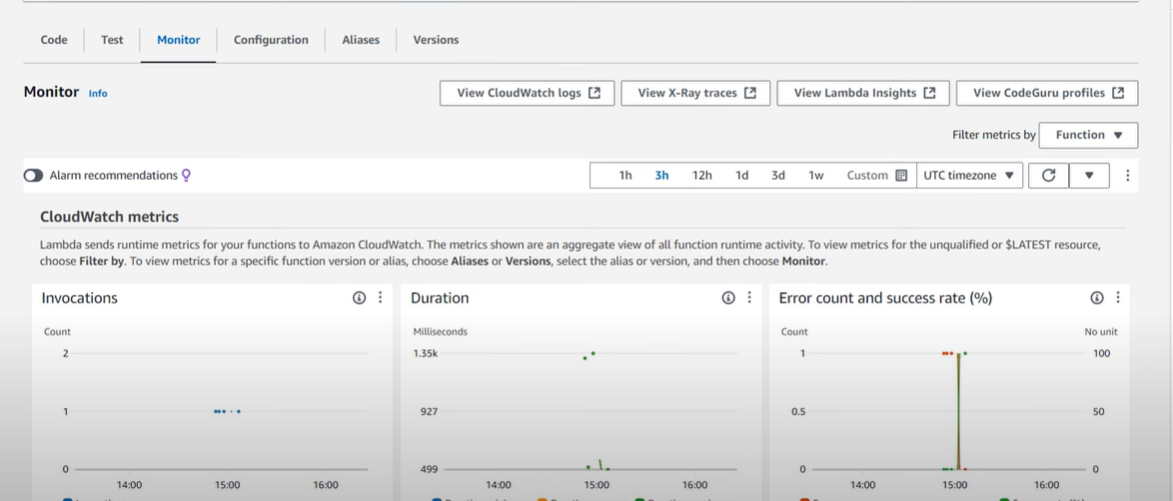 Code Test Monitor Configuration Aliases Versions
Monitor Info View CloudWatch logs View X-Ray traces View Lambda Insights View CodeGuru profiles
Filter metrics by Function
Alarm recommendations 1h 3h 12h 1d 3d 1w Custom UTC timezone
CloudWatch metrics
Lambda sends runtime metrics for your functions to Amazon CloudWatch. The metrics shown are an aggregate view of all function runtime activity. To view metrics for the unqualified or $LATEST resource,
choose Filter by. To view metrics for a specific function version or alias, choose Aliases or Versions, select the alias or version, and then choose Monitor.
Invocations
Count
2
1
0
14:00 15:00 16:00
Duration
Milliseconds
1.35k
927
499
14:00 15:00 16:00
Error count and success rate (%)
Count No unit
1 100
0.5 50
0 0
14:00 15:00 16:00